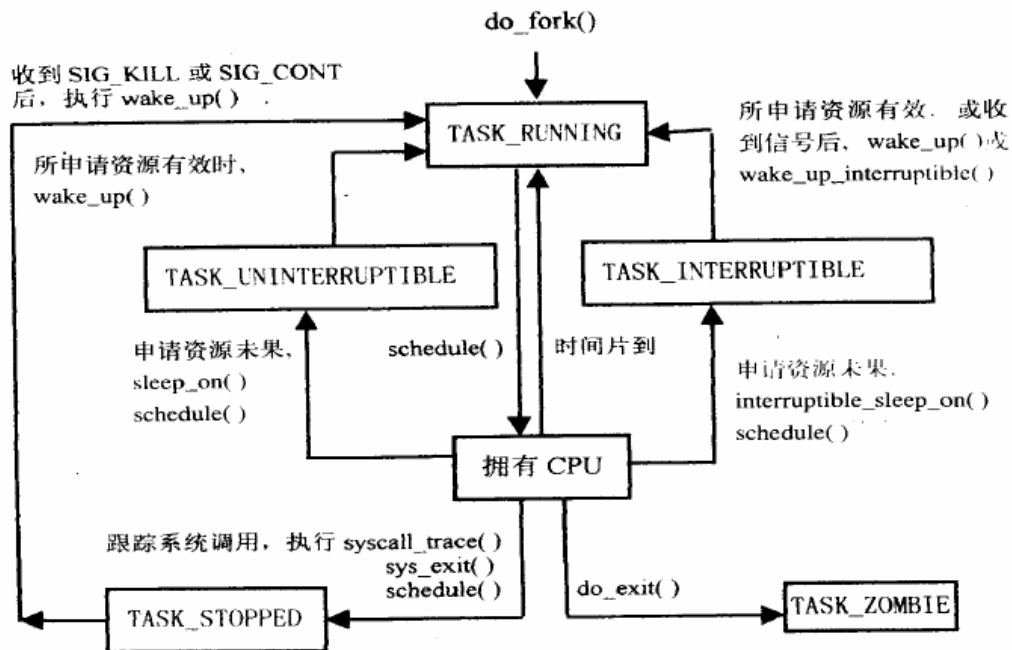 do_fork()
收到 SIG_KILL 或 SIG_CONT
后，执行 wake_up( ) .
TASK_RUNNING
所申请资源有效. 或收
到信号后，wake_up( )或
wake_up_interruptible( )
所申请资源有效时，
wake_up( )
TASK_UNINTERRUPTIBLE
TASK_INTERRUPTIBLE
申请资源未果，
sleep_on( )
schedule( )
schedule( )
时间片到
申请资源未果.
interruptible_sleep_on( )
schedule( )
拥有 CPU
跟踪系统调用，执行 syscall_trace( )
sys_exit( )
schedule( )
do_exit( )
TASK_STOPPED
TASK_ZOMBIE